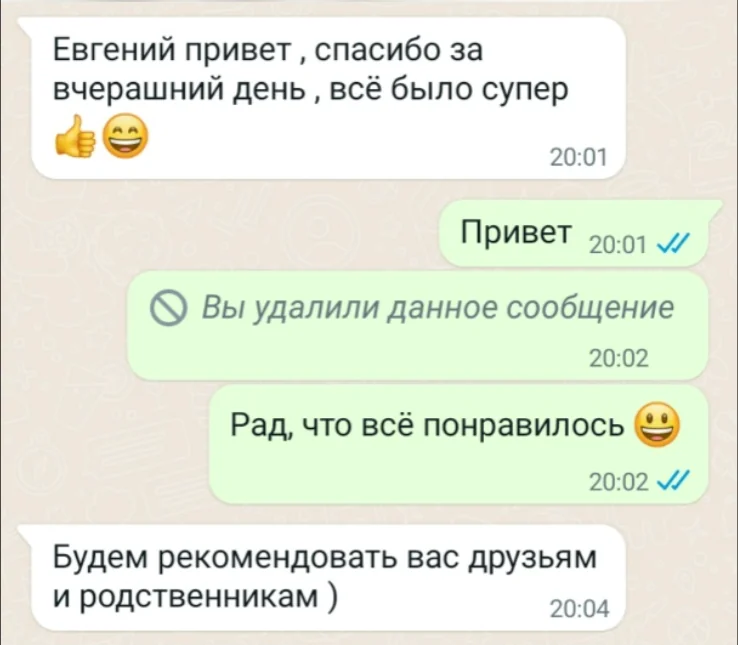 Евгений привет , спасибо за
вчерашний день , всё было супер
👍😄
20:01
Привет 20:01
Вы удалили данное сообщение
20:02
Рад, что всё понравилось 😃
20:02
Будем рекомендовать вас друзьям
и родственникам )
20:04